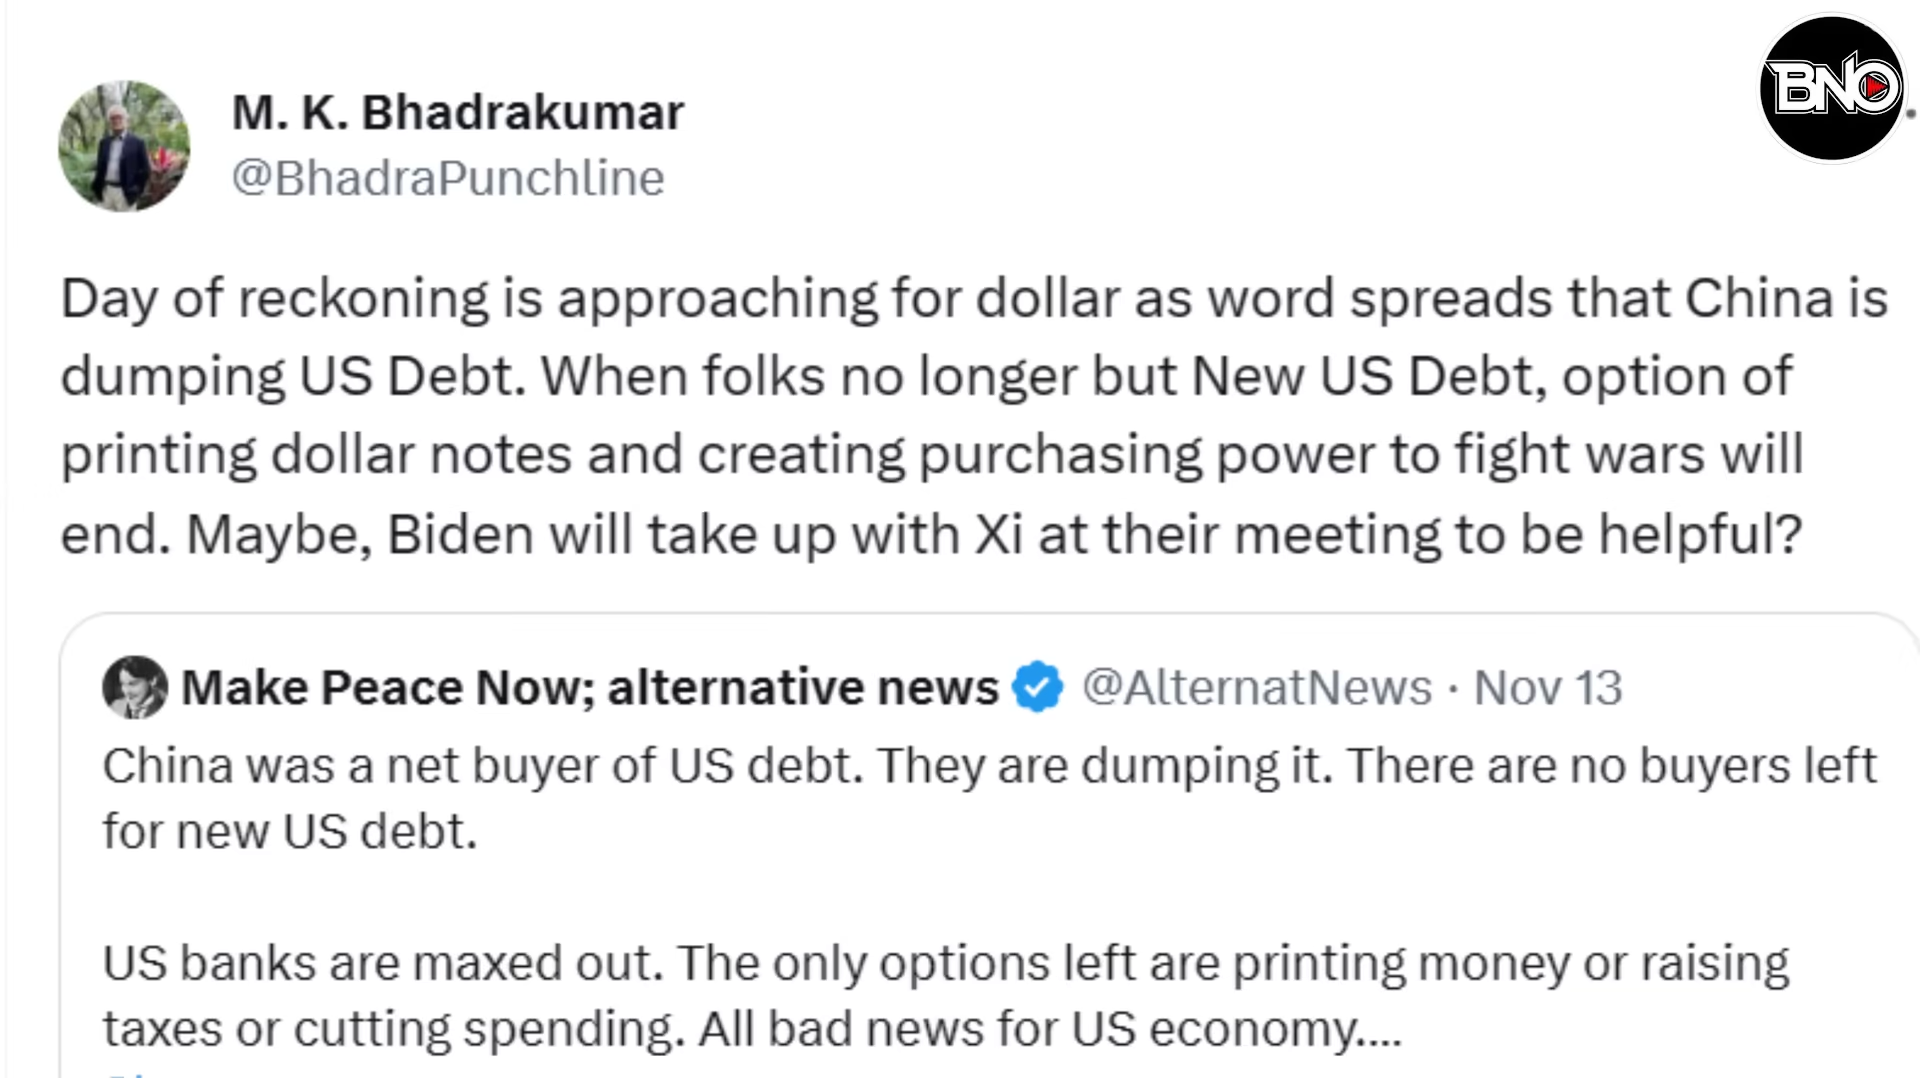 BNO
M. K. Bhadrakumar
@BhadraPunchline
Day of reckoning is approaching for dollar as word spreads that China is
dumping US Debt. When folks no longer but New US Debt, option of
printing dollar notes and creating purchasing power to fight wars will
end. Maybe, Biden will take up with Xi at their meeting to be helpful?
Make Peace Now; alternative news @AlternatNews · Nov 13
China was a net buyer of US debt. They are dumping it. There are no buyers left
for new US debt.
US banks are maxed out. The only options left are printing money or raising
taxes or cutting spending. All bad news for US economy....